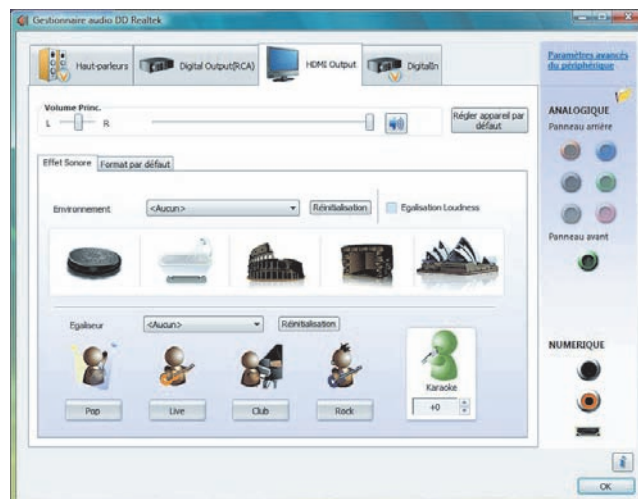 Gestionnaire audio DD Realtek
Haut-parleurs
Digital Output(RCA)
HDMI Output
DigitalIn
Paramètres avancés
du périphérique
Volume Princ.
L
R
Régler appareil par
défaut
ANALOGIQUE
Panneau arrière
Effet Sonore
Format par défaut
Environnement
<Aucun>
Réinitialisation
Egalisation Loudness
Panneau avant
Egaliseur
<Aucun>
Réinitialisation
NUMERIQUE
Karaoke
Pop
Live
Club
Rock
+0
OK